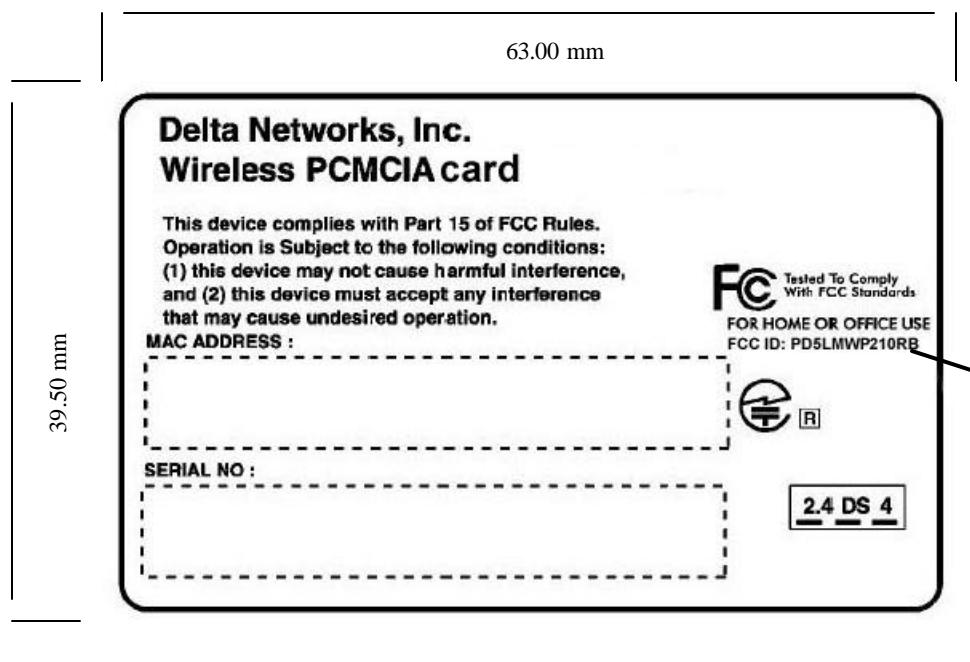 63.00 mm
39.50 mm
Delta Networks, Inc.
Wireless PCMCIA card
This device complies with Part 15 of FCC Rules.
Operation is Subject to the following conditions:
(1) this device may not cause harmful interference,
and (2) this device must accept any interference
that may cause undesired operation.
MAC ADDRESS :
SERIAL NO :
FC Tested To Comply
With FCC Standards
FOR HOME OR OFFICE USE
FCC ID: PD5LMWP210RB
R
2.4 DS 4